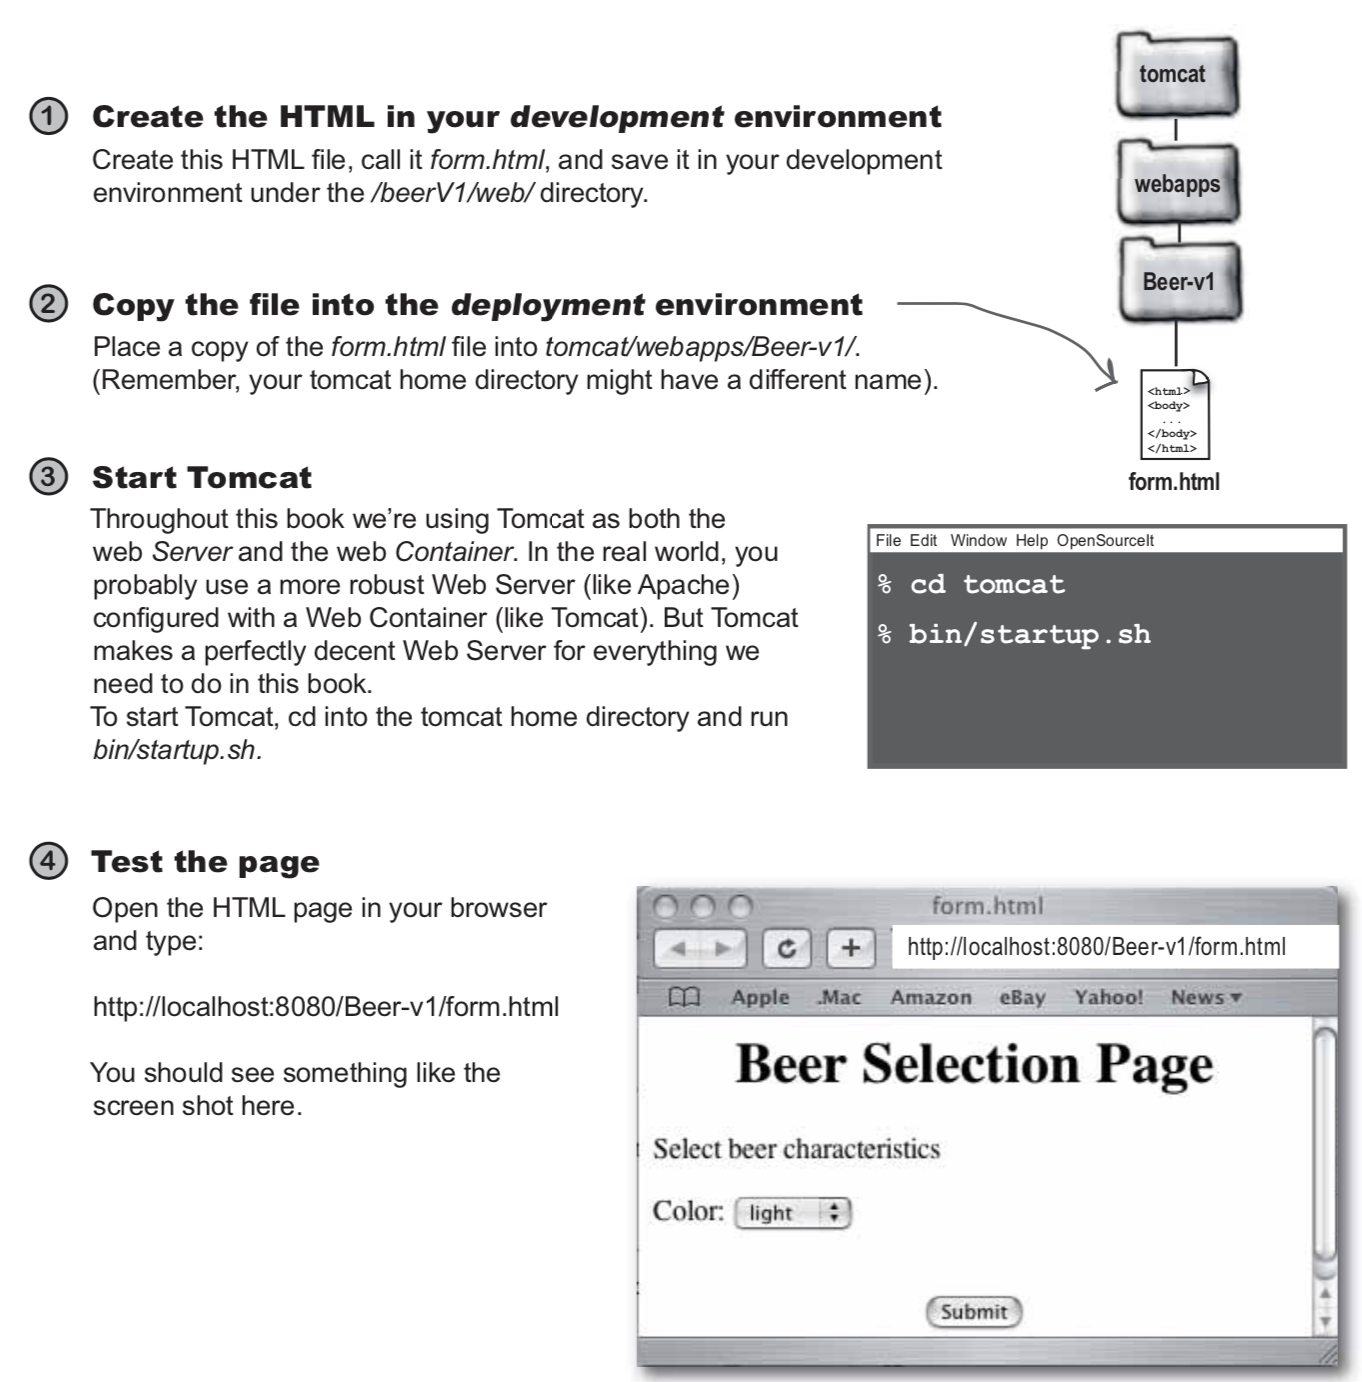 tomcat
webapps
Beer-v1
<html>
<body>
...
</body>
</html>
form.html
1 Create the HTML in your development environment
Create this HTML file, call it form.html, and save it in your development
environment under the /beerV1/web/ directory.
2 Copy the file into the deployment environment
Place a copy of the form.html file into tomcat/webapps/Beer-v1/.
(Remember, your tomcat home directory might have a different name).
3 Start Tomcat
Throughout this book we're using Tomcat as both the
web Server and the web Container. In the real world, you
probably use a more robust Web Server (like Apache)
configured with a Web Container (like Tomcat). But Tomcat
makes a perfectly decent Web Server for everything we
need to do in this book.
To start Tomcat, cd into the tomcat home directory and run
bin/startup.sh.
File Edit Window Help OpenSourceIt
% cd tomcat
% bin/startup.sh
4 Test the page
Open the HTML page in your browser
and type:
http://localhost:8080/Beer-v1/form.html
You should see something like the
screen shot here.
form.html
http://localhost:8080/Beer-v1/form.html
Apple .Mac Amazon eBay Yahoo! News
Beer Selection Page
Select beer characteristics
Color: light
Submit